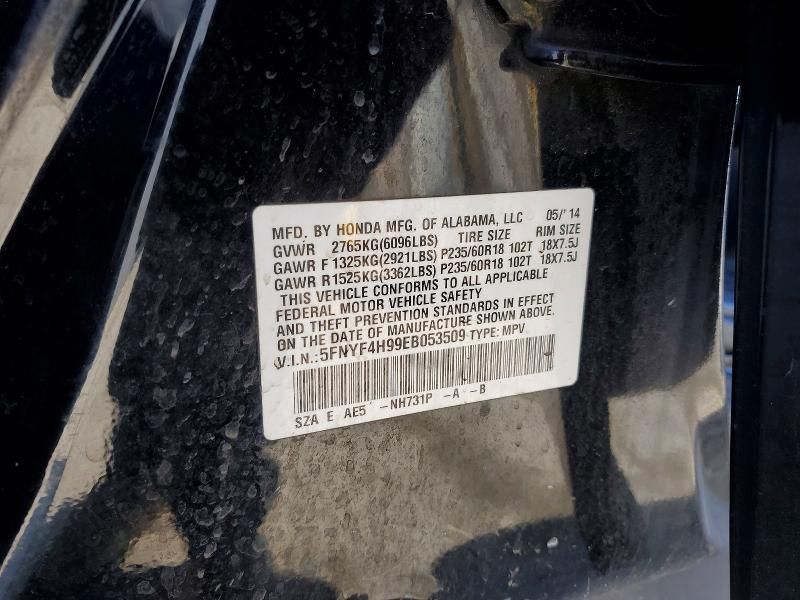 MFD. BY HONDA MFG. OF ALABAMA, LLC 05/'14
GVWR 2765KG(6096LBS) TIRE SIZE RIM SIZE
GAWR F1325KG(2921LBS)P235/60R18 102T 18X7.5J
GAWR R1525KG(3362LBS)P235/60R18 102T 18X7.5J
THIS VEHICLE CONFORMS TO ALL APPLICABLE
FEDERAL MOTOR VEHICLE SAFETY
AND THEFT PREVENTION STANDARDS IN EFFECT
ON THE DATE OF MANUFACTURE SHOWN ABOVE.
V.I.N.:5FNYF4H99EB053509 TYPE: MPV
SZA E AE5 -NH731P -A -B